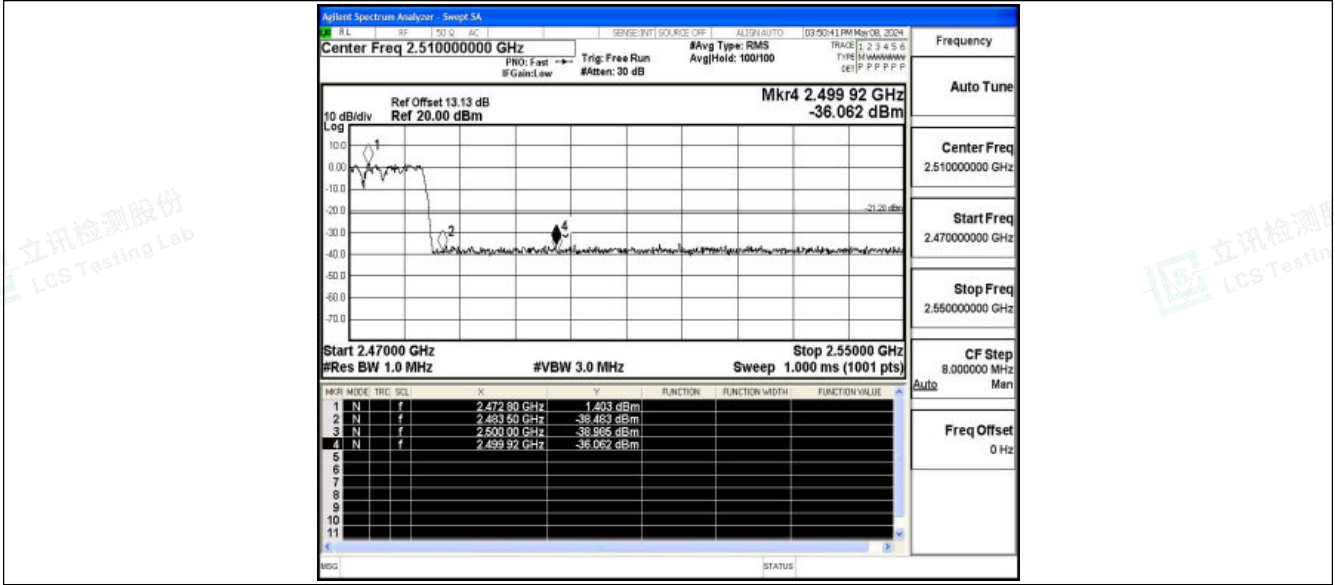 Agilent Spectrum Analyzer - Swept SA
RL RF 50 Ω AC SENSE:INT SOURCE OFF ALIGN AUTO 03:50:41 PM May 08, 2024
Center Freq 2.510000000 GHz
PNO: Fast
IFGain:Low
Trig: Free Run
#Atten: 30 dB
#Avg Type: RMS
Avg|Hold: 100/100
TRACE 1 2 3 4 5 6
TYPE M WWWWW
DET P P P P P P
Frequency
Auto Tune
Mkr4 2.499 92 GHz
-36.062 dBm
Ref Offset 13.13 dB
10 dB/div Ref 20.00 dBm
Log
10.0
0.00
-10.0
-20.0
-30.0
-40.0
-50.0
-60.0
-70.0
1
2
4
-21.20 dBm
Center Freq
2.510000000 GHz
Start Freq
2.470000000 GHz
Stop Freq
2.550000000 GHz
CF Step
8.000000 MHz
Auto Man
Freq Offset
0 Hz
Start 2.47000 GHz Stop 2.55000 GHz
#Res BW 1.0 MHz #VBW 3.0 MHz Sweep 1.000 ms (1001 pts)
MKR MODE TRC SCL X Y FUNCTION FUNCTION WIDTH FUNCTION VALUE
1 N f 2.472 80 GHz 1.403 dBm
2 N f 2.483 50 GHz -38.483 dBm
3 N f 2.500 00 GHz -38.985 dBm
4 N f 2.499 92 GHz -36.062 dBm
5
6
7
8
9
10
11
MSG STATUS
立讯检测股份
LCS Testing Lab
LCS
立讯检测
LCS Testin